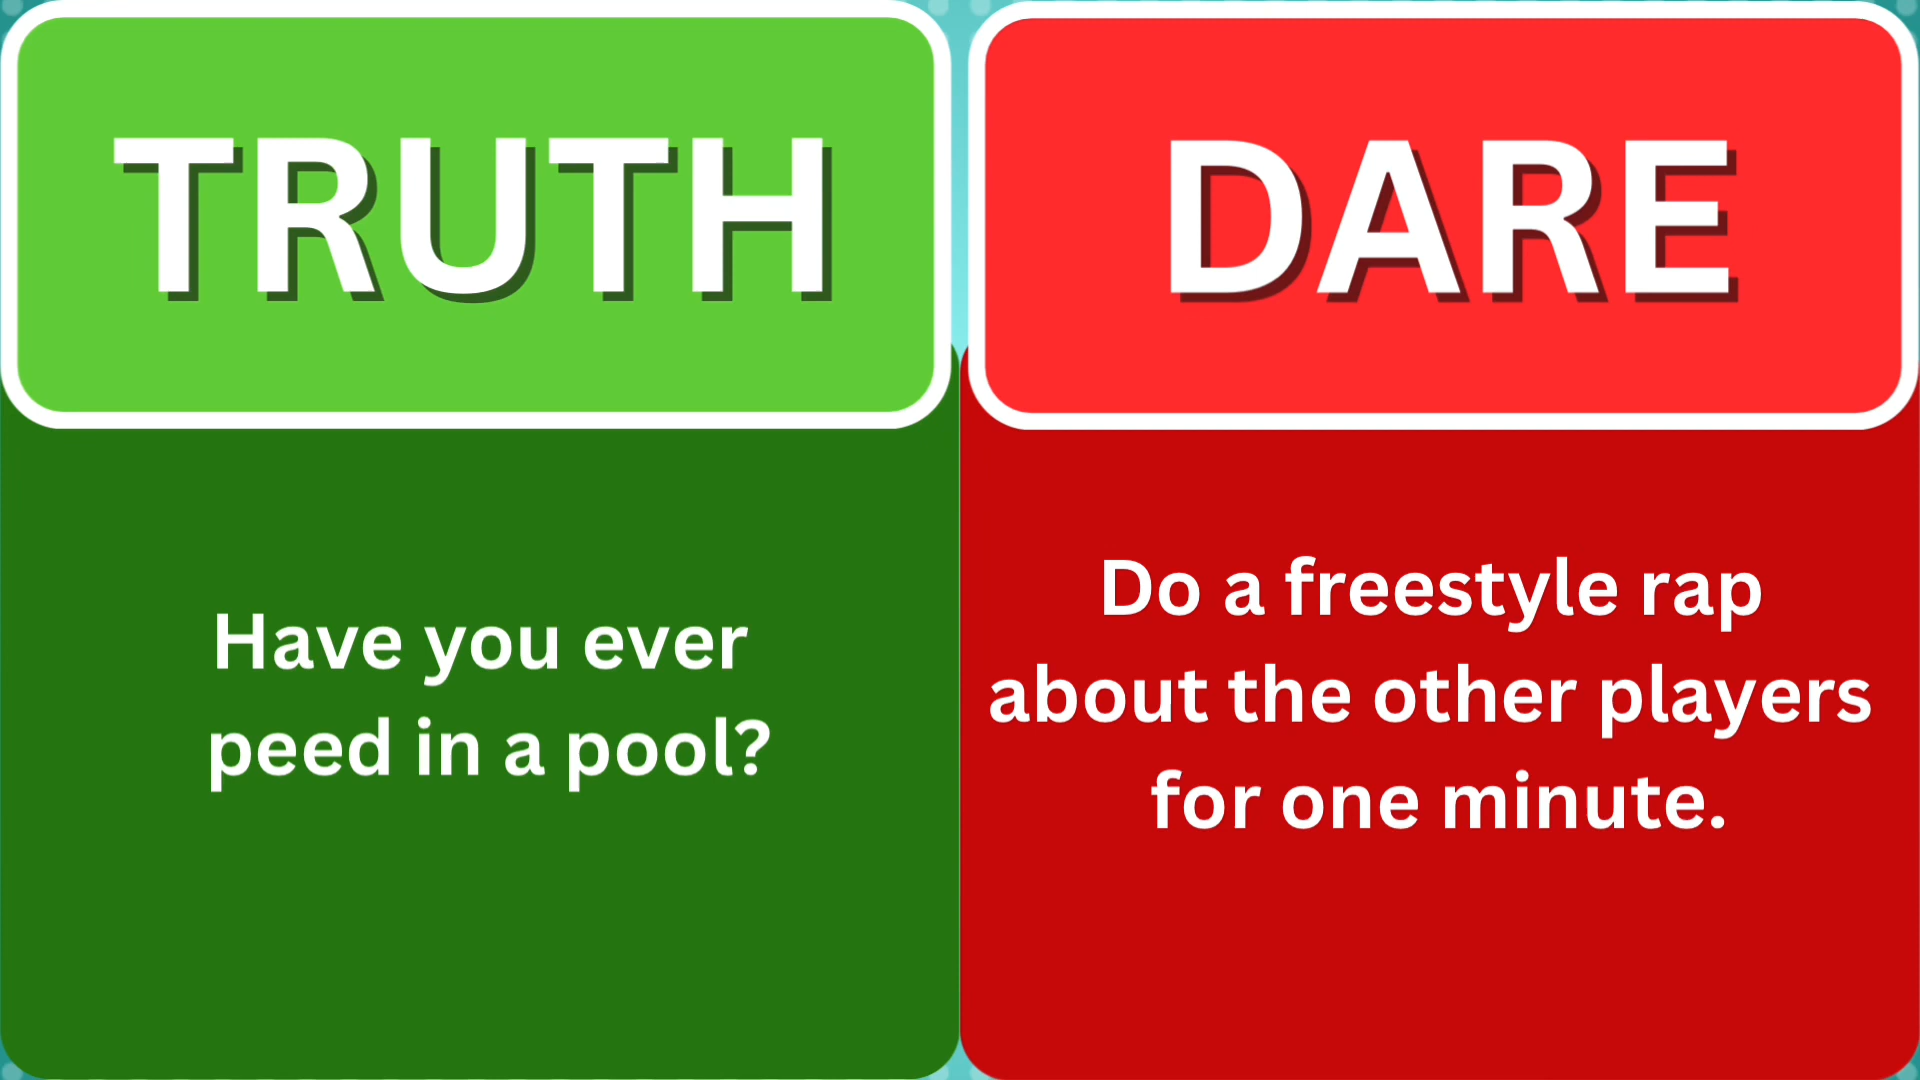 TRUTH
Have you ever
peed in a pool?
DARE
Do a freestyle rap
about the other players
for one minute.